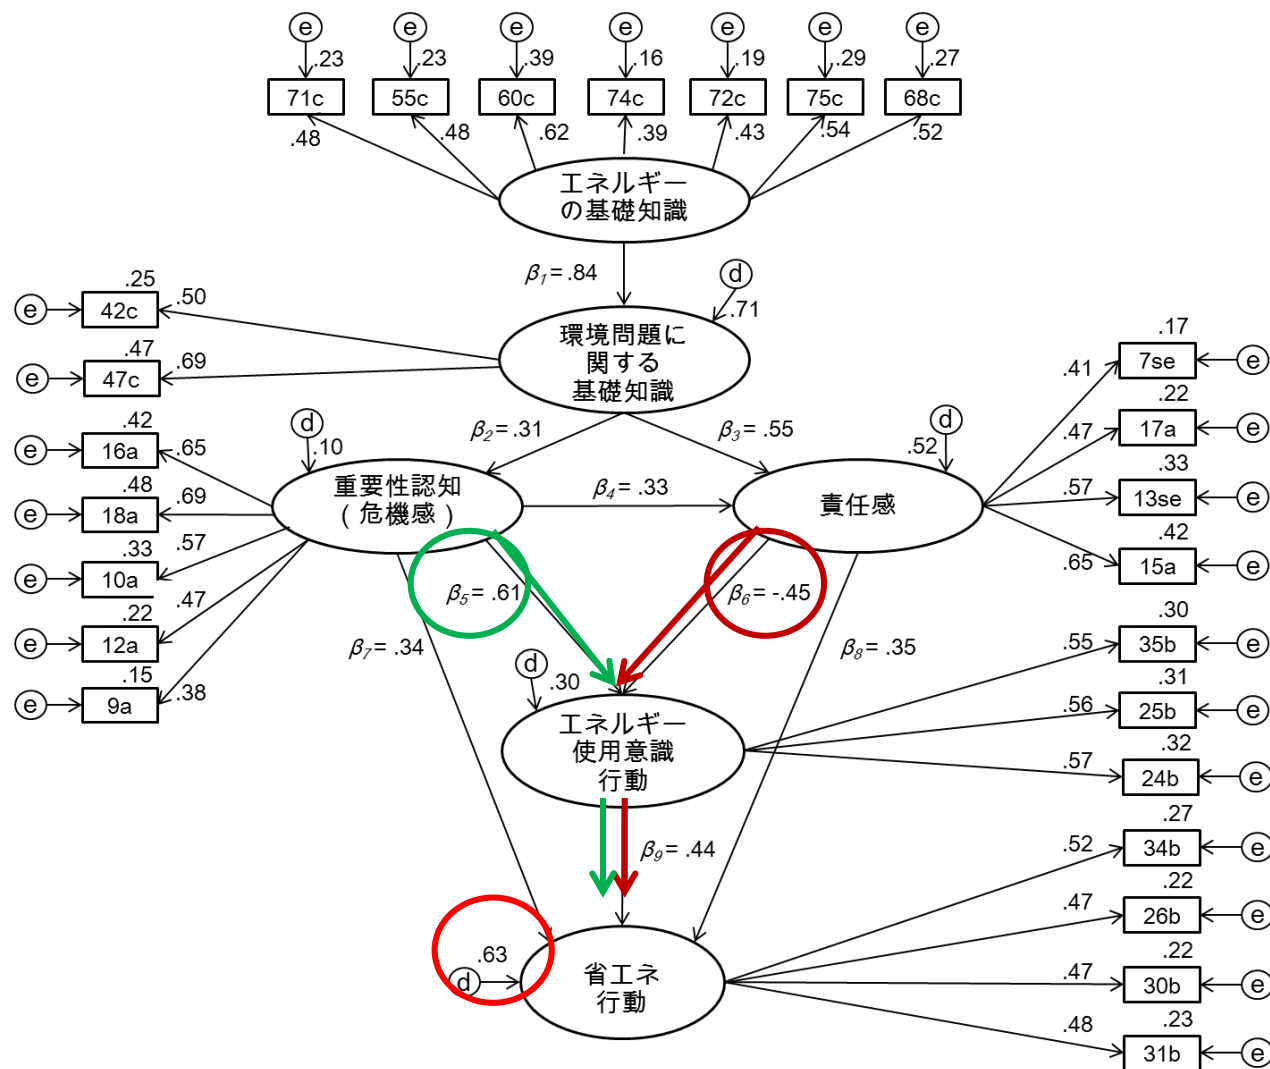 e e e e e e e
.23 .23 .39 .16 .19 .29 .27
71c 55c 60c 74c 72c 75c 68c
.48 .48 .62 .39 .43 .54 .52
エネルギー
の基礎知識
β1= .84
d
.71
環境問題に
関する
基礎知識
.25
e 42c .50
.47
e 47c .69
β2= .31
β3= .55
d
.10
重要性認知
（危機感）
β4= .33
d
.52
責任感
.42
e 16a .65
.48
e 18a .69
.33
e 10a .57
.22
e 12a .47
.15
e 9a .38
.17
.41 7se e
.22
.47 17a e
.33
.57 13se e
.42
.65 15a e
β5= .61
β6= -.45
β7= .34
β8= .35
d
.30
エネルギー
使用意識
行動
.30
.55 35b e
.31
.56 25b e
.32
.57 24b e
β9= .44
.63
d
省エネ
行動
.27
.52 34b e
.22
.47 26b e
.22
.47 30b e
.23
.48 31b e